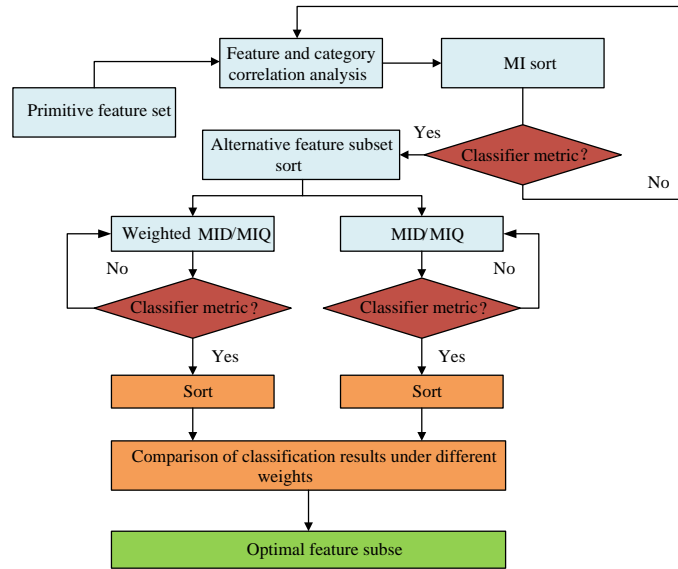 Feature and category
correlation analysis
MI sort
Primitive feature set
Alternative feature subset
sort
Yes
Classifier metric?
No
Weighted MID/MIQ
MID/MIQ
No
No
Classifier metric?
Classifier metric?
Yes
Yes
Sort
Sort
Comparison of classification results under different
weights
Optimal feature subse